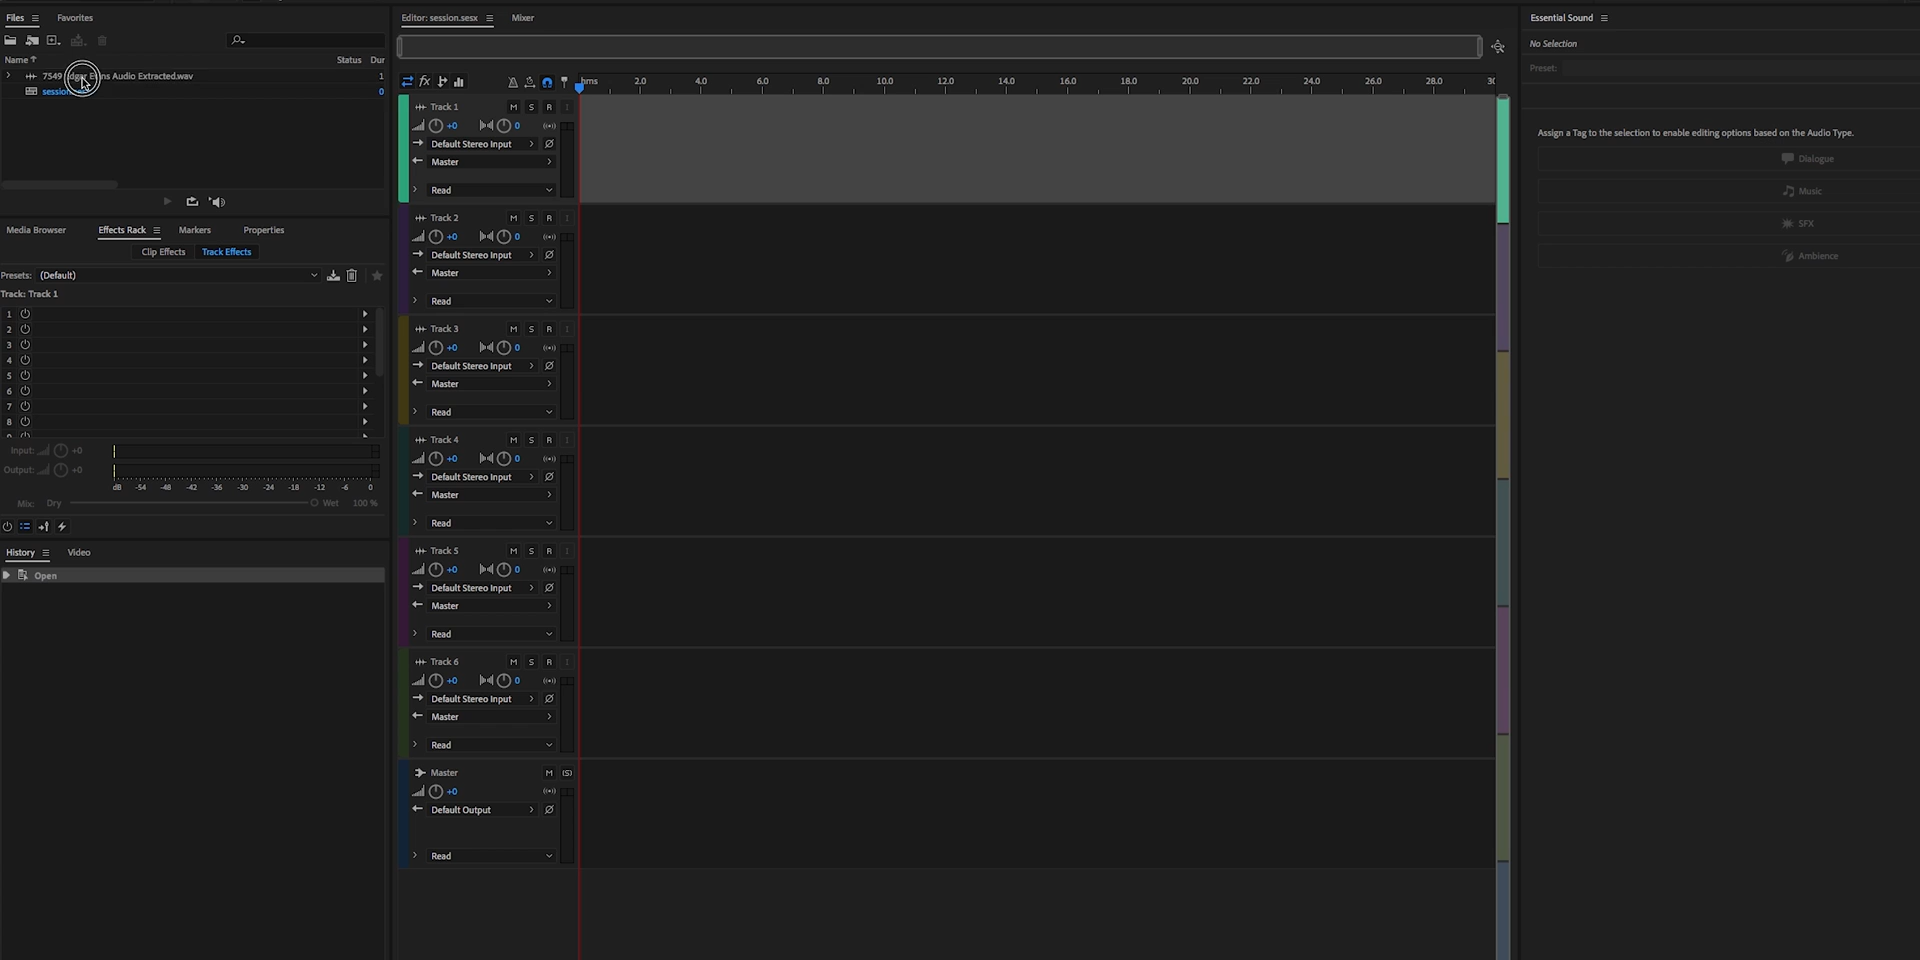 Files
Favorites
Editor: session.sesx
Mixer
Essential Sound
No Selection
Preset:
Name
Status
Dur
7549
Audio Extracted.wav
1
0
hms
2.0
4.0
6.0
8.0
10.0
12.0
14.0
16.0
18.0
20.0
22.0
24.0
26.0
28.0
30
Assign a Tag to the selection to enable editing options based on the Audio Type.
Dialogue
Music
SFX
Ambience
Media Browser
Effects Rack
Markers
Properties
Clip Effects
Track Effects
Presets: (Default)
Track: Track 1
1
2
3
4
5
6
7
8
Input: +0
Output: +0
dB -54 -48 -42 -36 -30 -24 -18 -12 -6 0
Mix: Dry Wet 100 %
History
Video
Open
fx
Track 1 M S R I
+0 0
Default Stereo Input
Master
Read
Track 2 M S R I
+0 0
Default Stereo Input
Master
Read
Track 3 M S R I
+0 0
Default Stereo Input
Master
Read
Track 4 M S R I
+0 0
Default Stereo Input
Master
Read
Track 5 M S R I
+0 0
Default Stereo Input
Master
Read
Track 6 M S R I
+0 0
Default Stereo Input
Master
Read
Master M (S)
+0
Default Output
Read